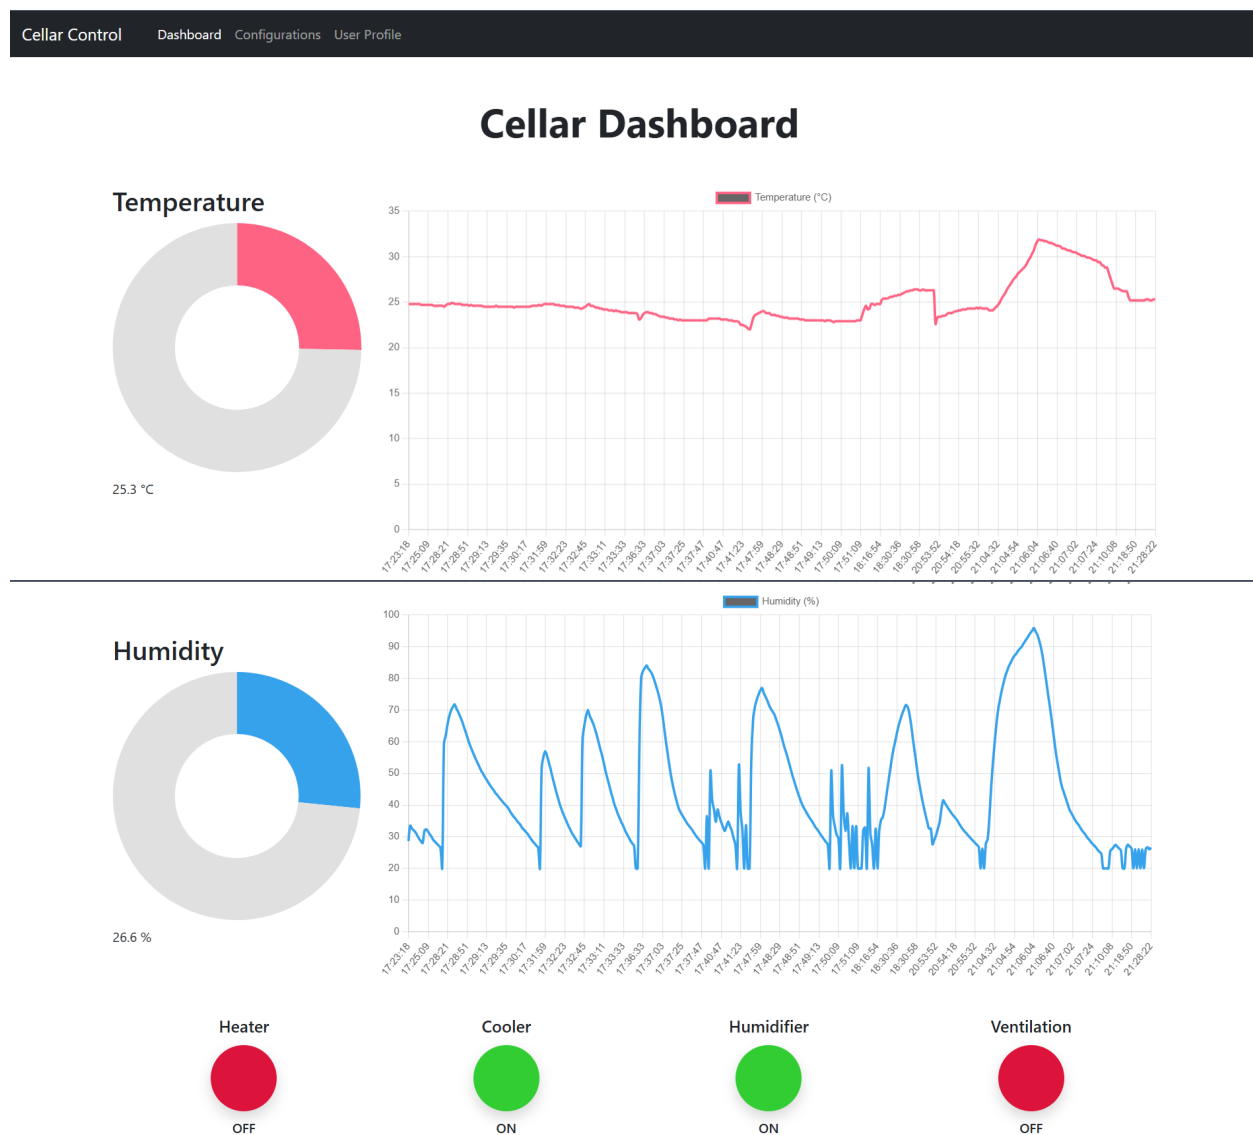 Cellar Control Dashboard Configurations User Profile
Cellar Dashboard
Temperature
Temperature (°C)
35
30
25
20
15
10
5
0
17:23:18 17:25:09 17:28:21 17:28:51 17:29:13 17:29:35 17:30:17 17:31:59 17:32:23 17:32:45 17:33:11 17:33:33 17:36:33 17:37:03 17:37:25 17:37:47 17:40:47 17:41:23 17:47:59 17:48:29 17:48:51 17:49:13 17:50:09 17:51:09 18:16:54 18:30:36 18:30:58 20:53:52 20:54:18 20:55:32 21:04:32 21:04:54 21:06:04 21:06:40 21:07:02 21:07:24 21:10:08 21:18:50 21:28:22
25.3 °C
Humidity
Humidity (%)
100
90
80
70
60
50
40
30
20
10
0
17:23:18 17:25:09 17:28:21 17:28:51 17:29:13 17:29:35 17:30:17 17:31:59 17:32:23 17:32:45 17:33:11 17:33:33 17:36:33 17:37:03 17:37:25 17:37:47 17:40:47 17:41:23 17:47:59 17:48:29 17:48:51 17:49:13 17:50:09 17:51:09 18:16:54 18:30:36 18:30:58 20:53:52 20:54:18 20:55:32 21:04:32 21:04:54 21:06:04 21:06:40 21:07:02 21:07:24 21:10:08 21:18:50 21:28:22
26.6 %
Heater Cooler Humidifier Ventilation
OFF ON ON OFF